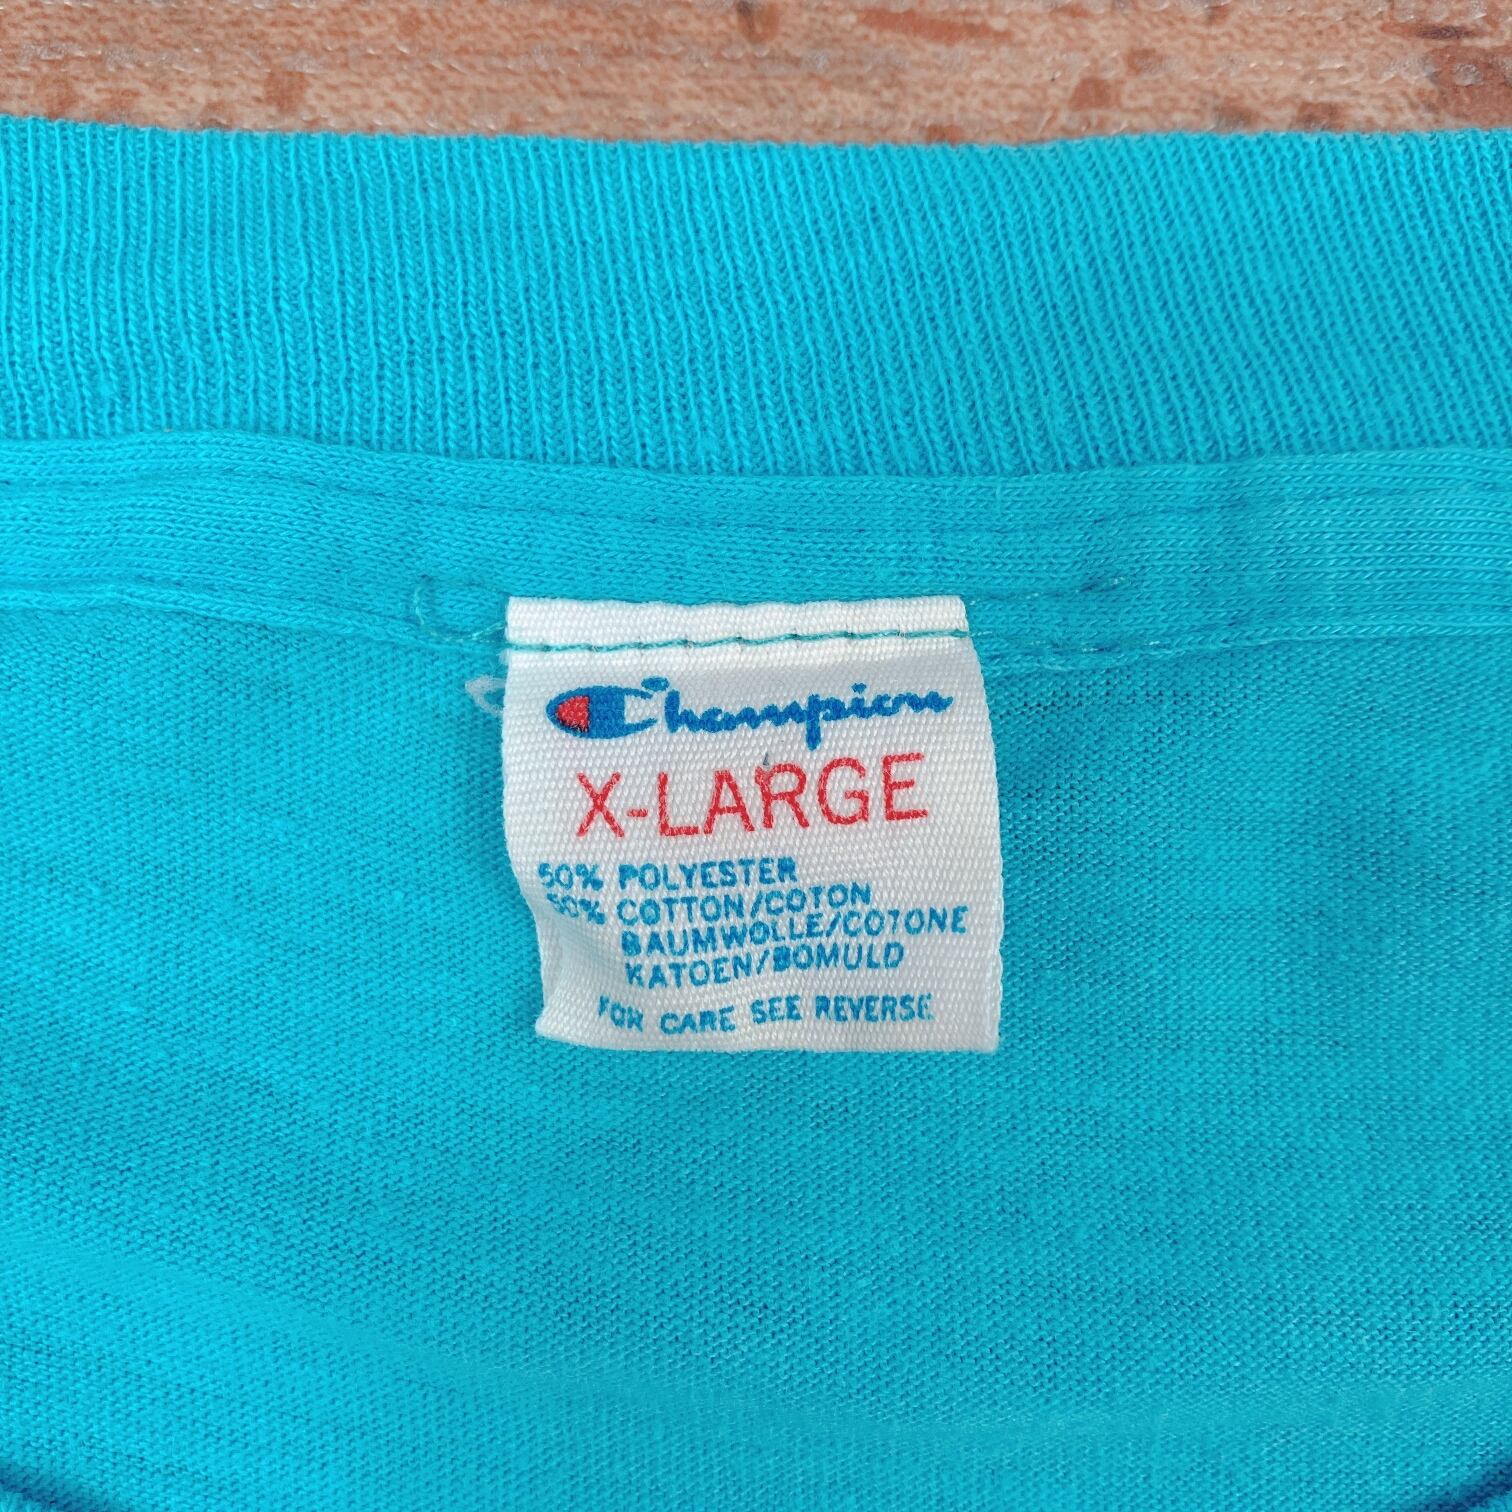 Champion
X-LARGE
50% POLYESTER
50% COTTON/COTON
BAUMWOLLE/COTONE
KATOEN/BOMULD
FOR CARE SEE REVERSE